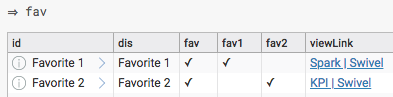 ⇒ fav
id dis fav fav1 fav2 viewLink
ⓘ Favorite 1 > Favorite 1 ✓ ✓ Spark | Swivel
ⓘ Favorite 2 > Favorite 2 ✓ ✓ KPI | Swivel